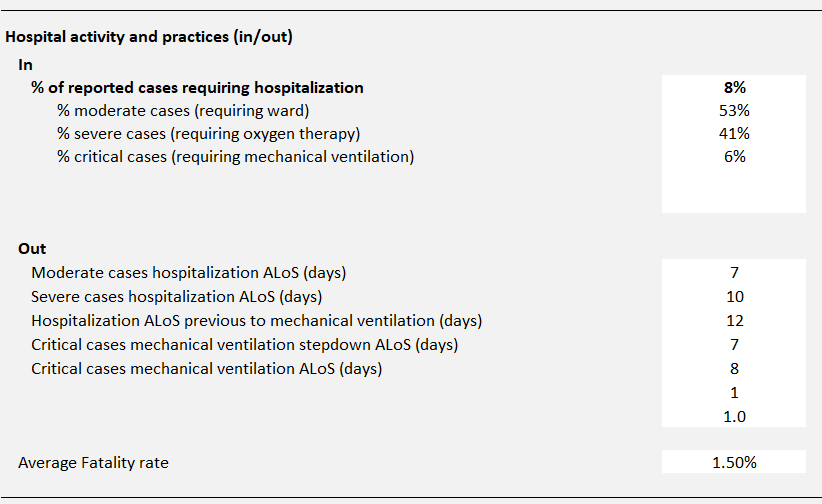 Hospital activity and practices (in/out)
In
% of reported cases requiring hospitalization 8%
% moderate cases (requiring ward) 53%
% severe cases (requiring oxygen therapy) 41%
% critical cases (requiring mechanical ventilation) 6%
Out
Moderate cases hospitalization ALoS (days) 7
Severe cases hospitalization ALoS (days) 10
Hospitalization ALoS previous to mechanical ventilation (days) 12
Critical cases mechanical ventilation stepdown ALoS (days) 7
Critical cases mechanical ventilation ALoS (days) 8
1
1.0
Average Fatality rate 1.50%